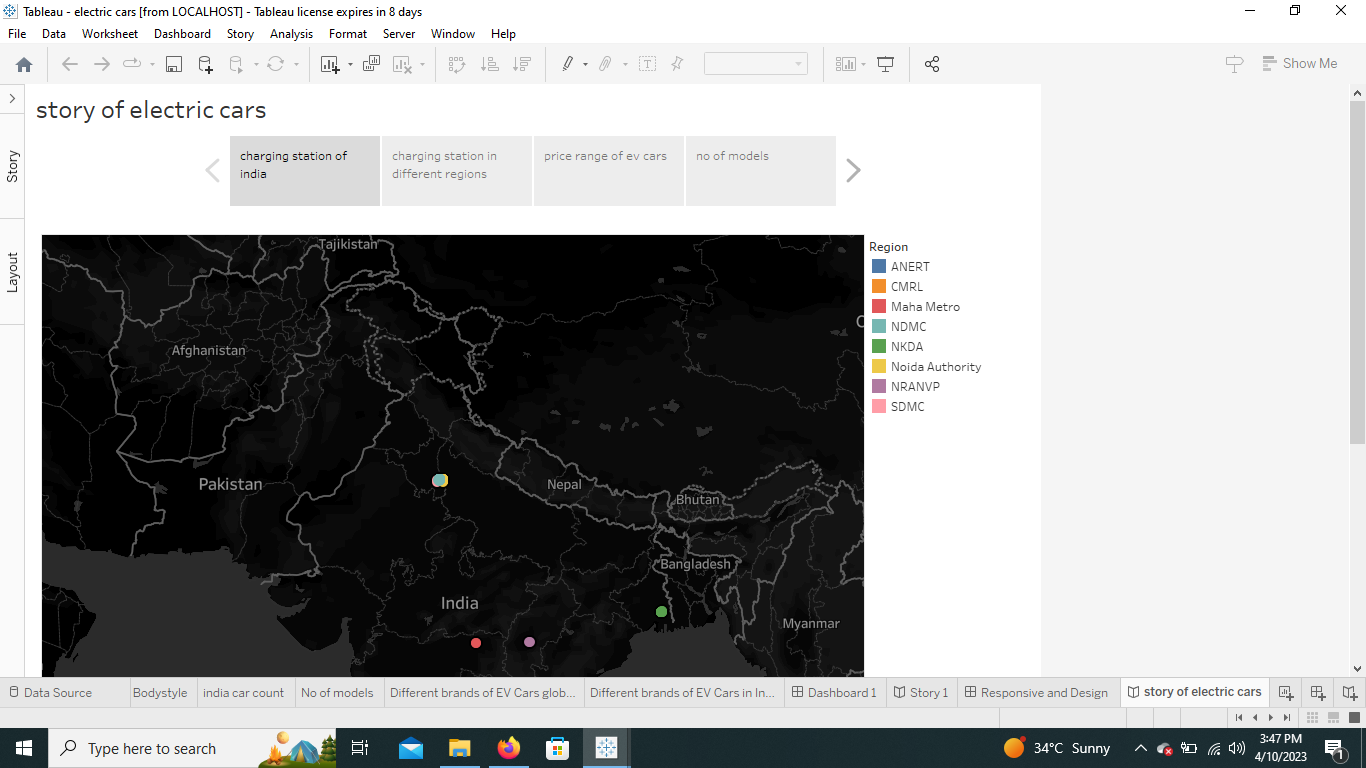 Tableau - electric cars [from LOCALHOST] - Tableau license expires in 8 days
File Data Worksheet Dashboard Story Analysis Format Server Window Help
Show Me
Story
Layout
story of electric cars
charging station of
india
charging station in
different regions
price range of ev cars
no of models
Tajikistan
Afghanistan
Pakistan
Nepal
Bhutan
Bangladesh
India
Myanmar
C
Region
ANERT
CMRL
Maha Metro
NDMC
NKDA
Noida Authority
NRANVP
SDMC
Data Source Bodystyle india car count No of models Different brands of EV Cars glob... Different brands of EV Cars in In... Dashboard 1 Story 1 Responsive and Design story of electric cars
Type here to search
34°C Sunny
3:47 PM
4/10/2023
1